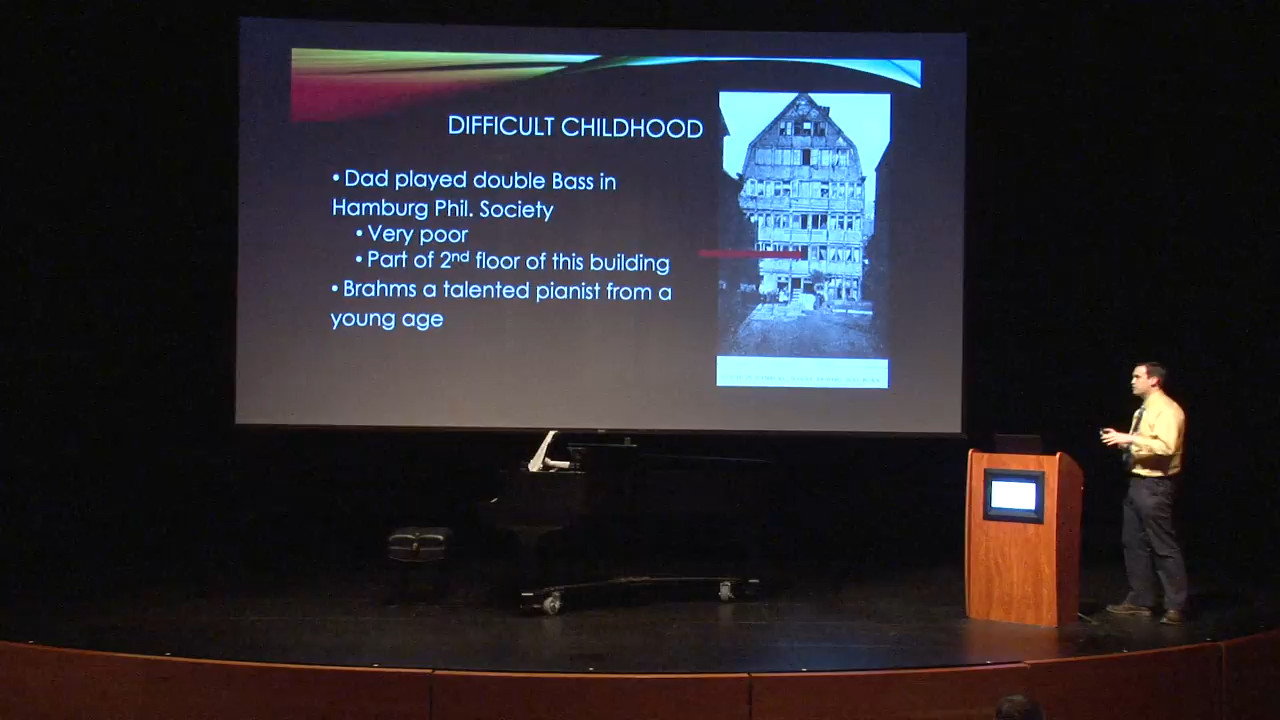 DIFFICULT CHILDHOOD
• Dad played double Bass in
Hamburg Phil. Society
• Very poor
• Part of 2nd floor of this building
• Brahms a talented pianist from a
young age